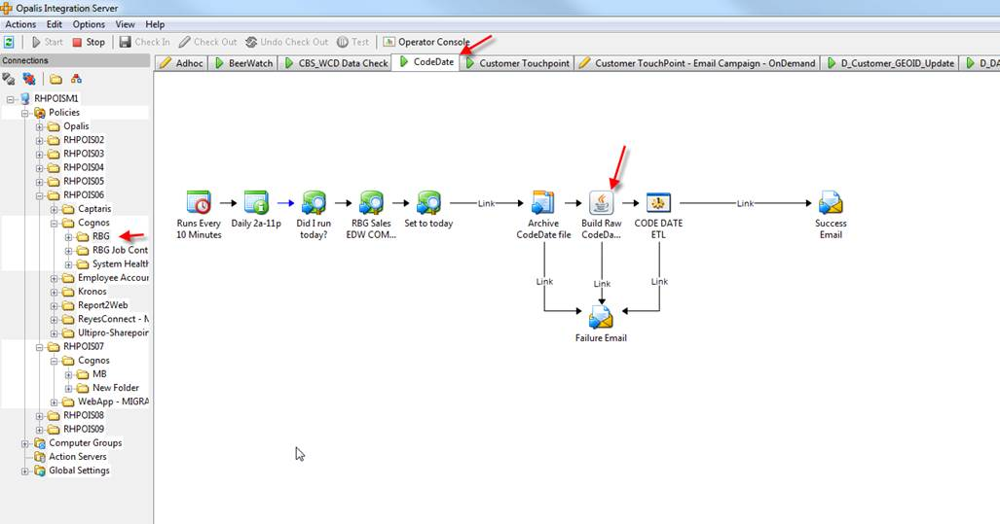 Opalis Integration Server
Actions Edit Options View Help
Start Stop Check In Check Out Undo Check Out Test Operator Console
Connections
Adhoc BeerWatch CBS_WCD Data Check CodeDate Customer Touchpoint Customer TouchPoint - Email Campaign - OnDemand D_Customer_GEOID_Update D_DA
RHPOISM1
Policies
Opalis
RHPOIS02
RHPOIS03
RHPOIS04
RHPOIS05
RHPOIS06
Captaris
Cognos
RBG
RBG Job Cont
System Health
Employee Accour
Kronos
Report2Web
ReyesConnect - M
Ultipro-Sharepoin
RHPOIS07
Cognos
MB
New Folder
WebApp - MIGRA
RHPOIS08
RHPOIS09
Computer Groups
Action Servers
Global Settings
Runs Every
10 Minutes
Daily 2a-11p
Did I run
today?
RBG Sales
EDW COM...
Set to today
Link
Archive
CodeDate file
Build Raw
CodeDa...
CODE DATE
ETL
Link
Success
Email
Link
Link
Link
Failure Email